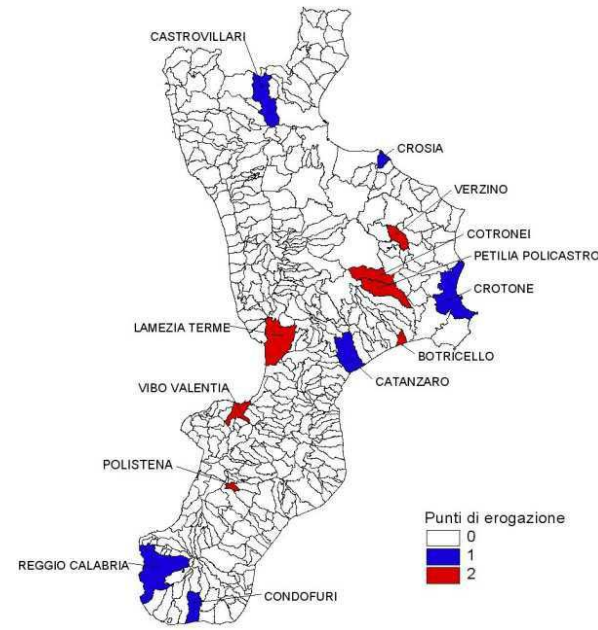 CASTROVILLARI
CROSIA
VERZINO
COTRONEI
PETILIA POLICASTRO
CROTONE
LAMEZIA TERME
BOTRICELLO
CATANZARO
VIBO VALENTIA
POLISTENA
Punti di erogazione
0
1
2
REGGIO CALABRIA
CONDOFURI